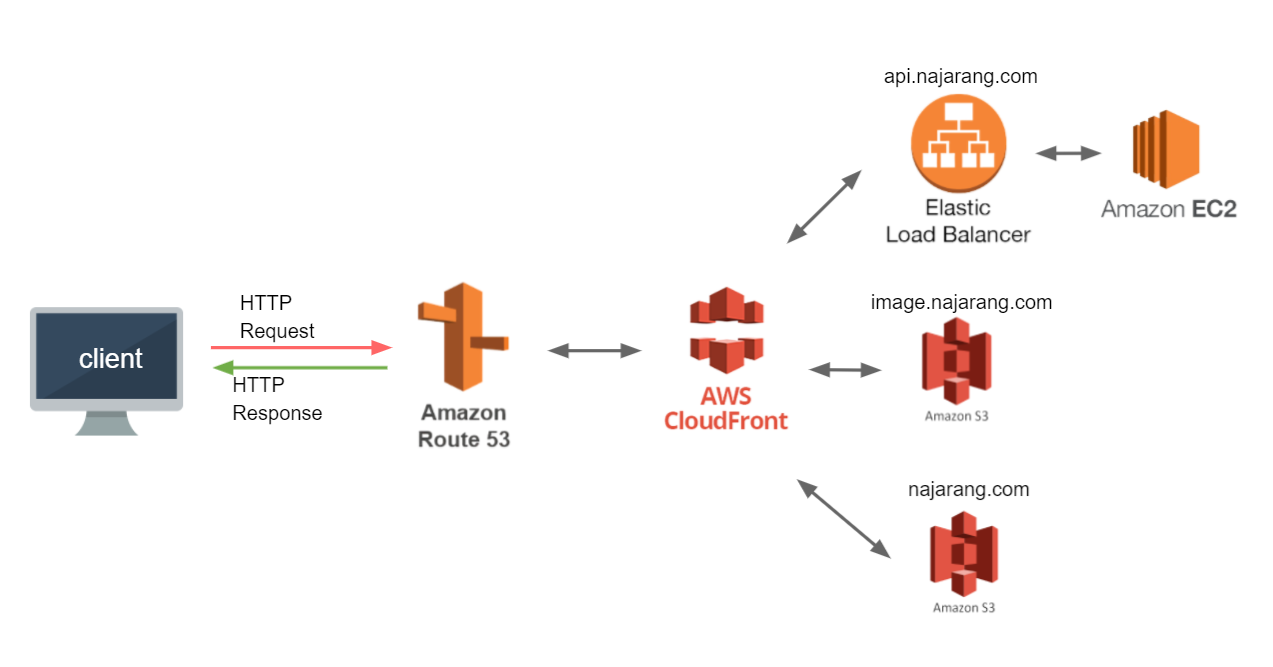 client
HTTP
Request
HTTP
Response
Amazon
Route 53
AWS
CloudFront
api.najarang.com
Elastic
Load Balancer
Amazon EC2
image.najarang.com
Amazon S3
najarang.com
Amazon S3